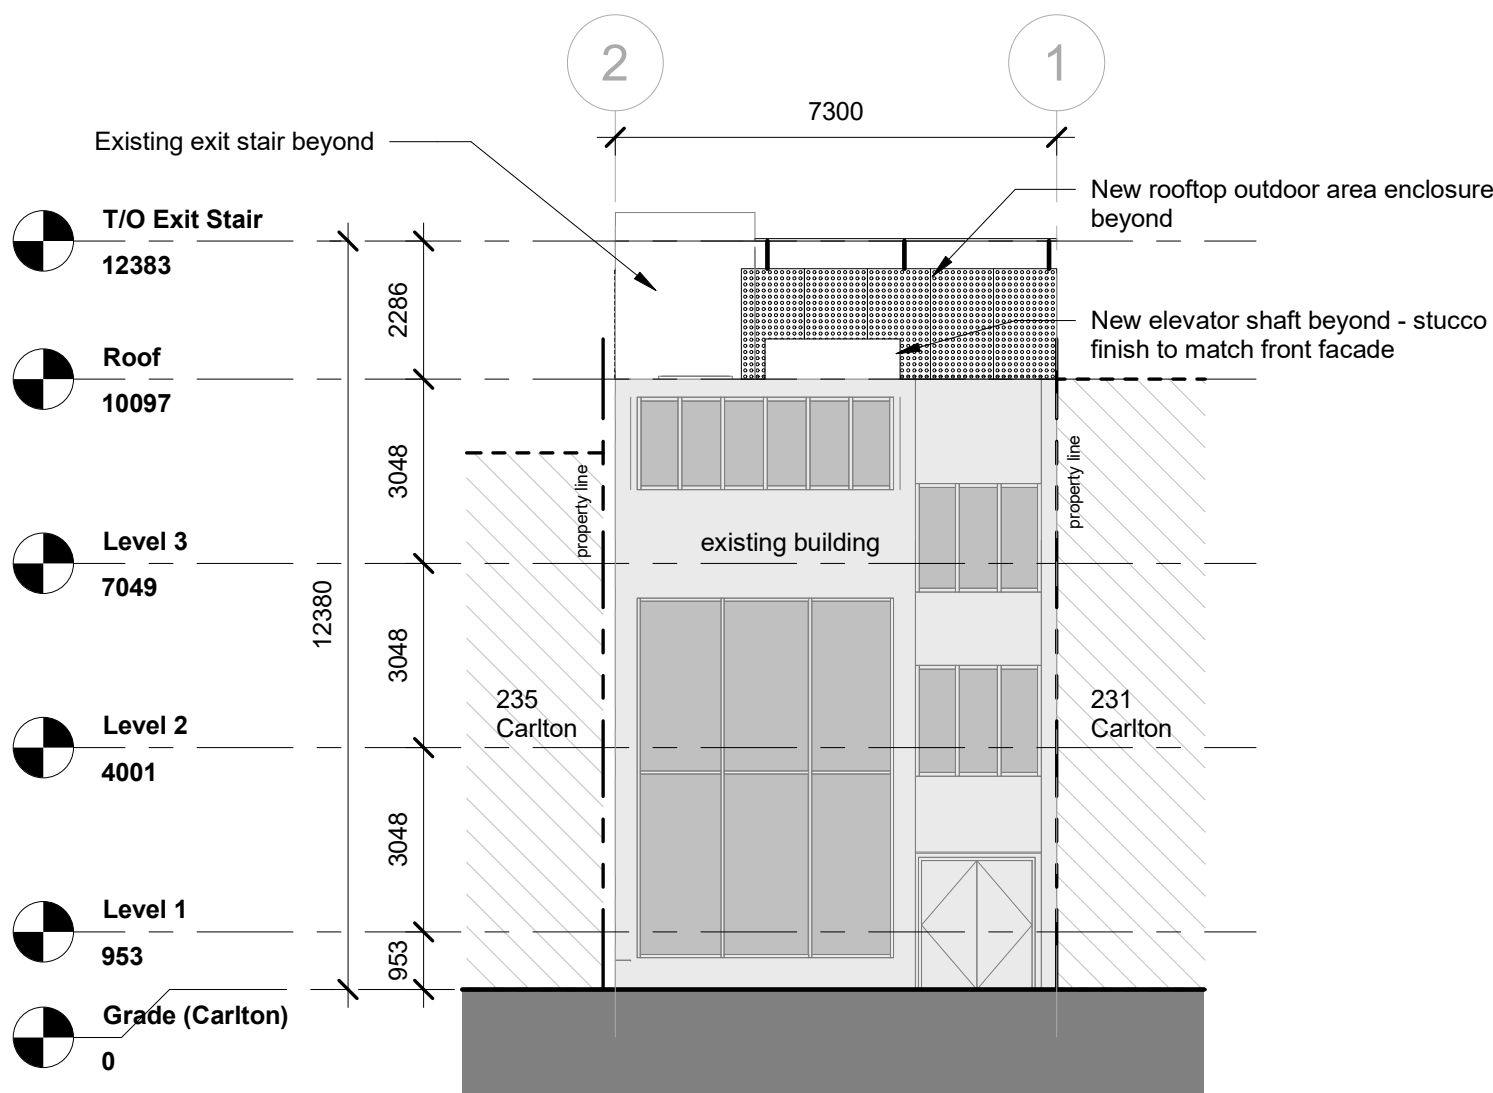 2
1
7300
Existing exit stair beyond
New rooftop outdoor area enclosure
beyond
T/O Exit Stair
12383
2286
New elevator shaft beyond - stucco
finish to match front facade
Roof
10097
3048
property line
property line
existing building
Level 3
7049
12380
3048
235
Carlton
231
Carlton
Level 2
4001
3048
Level 1
953
953
Grade (Carlton)
0